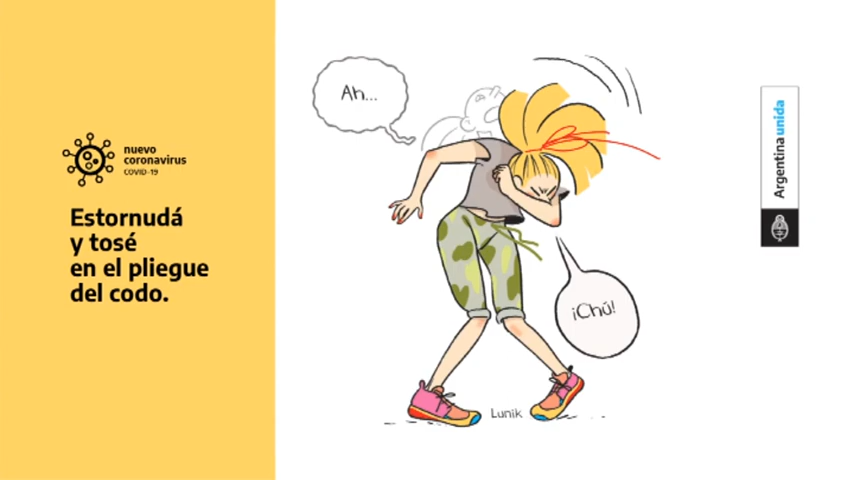 nuevo
coronavirus
COVID-19
Estornudá
y tosé
en el pliegue
del codo.
Ah...
¡Chú!
Lunik
Argentina unida